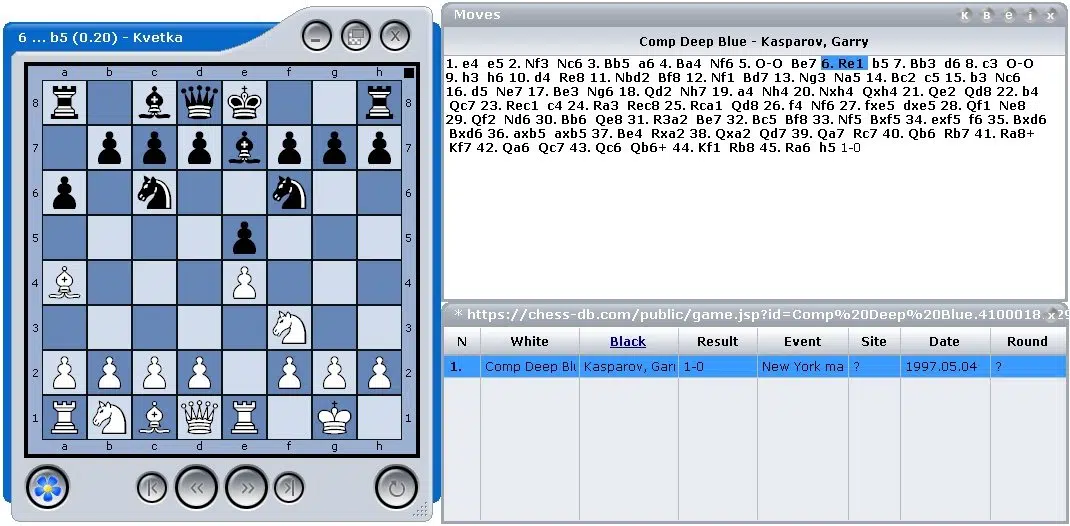 6 ... b5 (0.20) - Kvetka
a b c d e f g h
8 8
7 7
6 6
5 5
4 4
3 3
2 2
1 1
a b c d e f g h
Moves
K B e i x
Comp Deep Blue - Kasparov, Garry
1. e4 e5 2. Nf3 Nc6 3. Bb5 a6 4. Ba4 Nf6 5. O-O Be7 6. Re1 b5 7. Bb3 d6 8. c3 O-O
9. h3 h6 10. d4 Re8 11. Nbd2 Bf8 12. Nf1 Bd7 13. Ng3 Na5 14. Bc2 c5 15. b3 Nc6
16. d5 Ne7 17. Be3 Ng6 18. Qd2 Nh7 19. a4 Nh4 20. Nxh4 Qxh4 21. Qe2 Qd8 22. b4
Qc7 23. Rec1 c4 24. Ra3 Rec8 25. Rca1 Qd8 26. f4 Nf6 27. fxe5 dxe5 28. Qf1 Ne8
29. Qf2 Nd6 30. Bb6 Qe8 31. R3a2 Be7 32. Bc5 Bf8 33. Nf5 Bxf5 34. exf5 f6 35. Bxd6
Bxd6 36. axb5 axb5 37. Be4 Rxa2 38. Qxa2 Qd7 39. Qa7 Rc7 40. Qb6 Rb7 41. Ra8+
Kf7 42. Qa6 Qc7 43. Qc6 Qb6+ 44. Kf1 Rb8 45. Ra6 h5 1-0
* https://chess-db.com/public/game.jsp?id=Comp%20Deep%20Blue.4100018.
N White Black Result Event Site Date Round
1. Comp Deep Blu Kasparov, Garr 1-0 New York ma ? 1997.05.04 ?